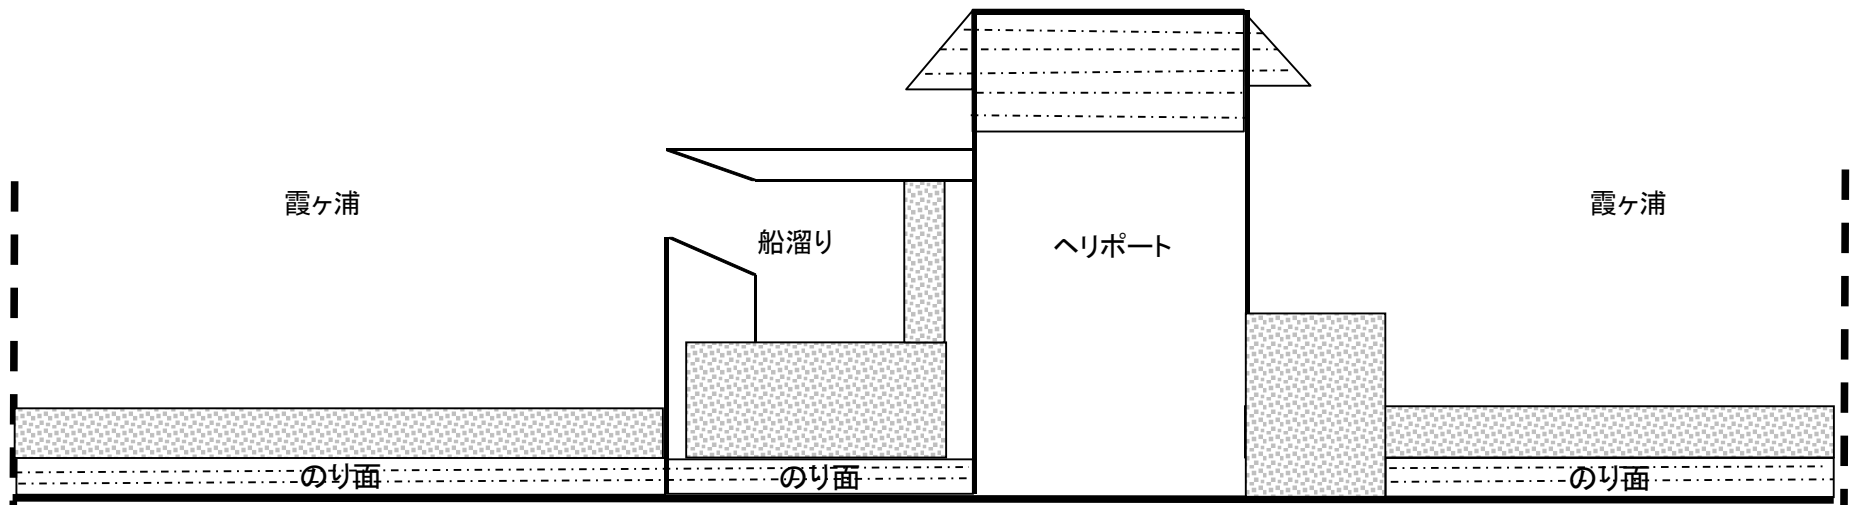 霞ヶ浦
霞ヶ浦
船溜り
ヘリポート
のり面
のり面
のり面